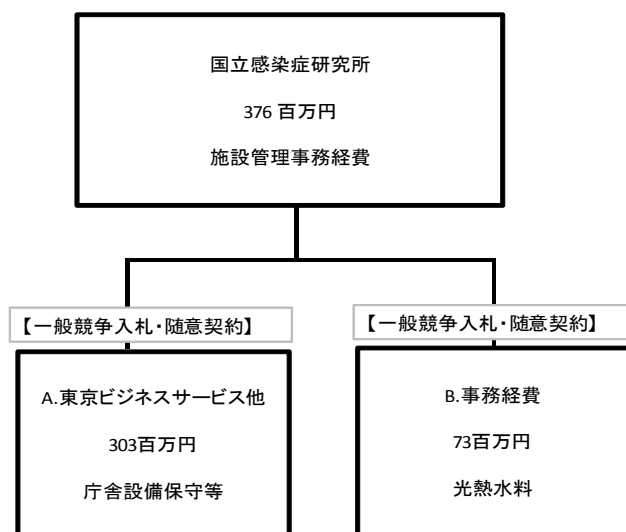 国立感染症研究所
376 百万円
施設管理事務経費
【一般競争入札・随意契約】
A.東京ビジネスサービス他
303百万円
庁舎設備保守等
【一般競争入札・随意契約】
B.事務経費
73百万円
光熱水料